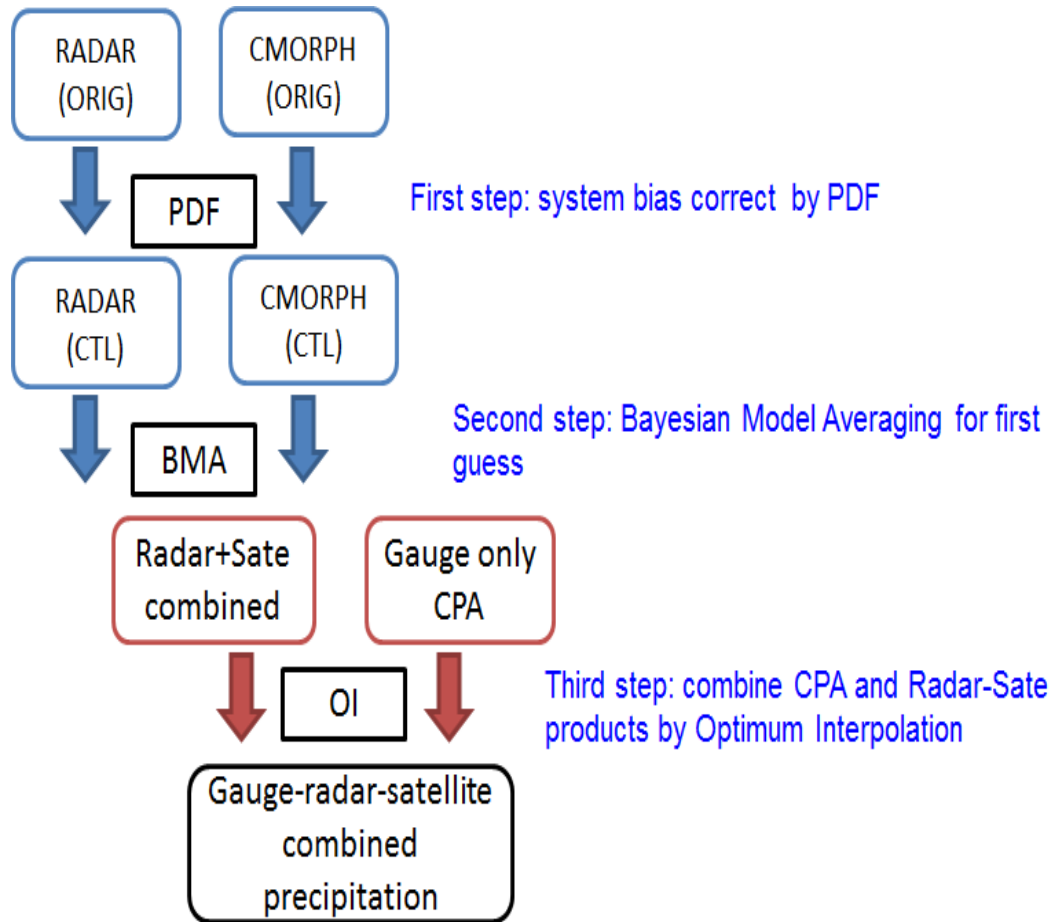 RADAR
(ORIG)
CMORPH
(ORIG)
PDF
First step: system bias correct by PDF
RADAR
(CTL)
CMORPH
(CTL)
BMA
Second step: Bayesian Model Averaging for first
guess
Radar+Sate
combined
Gauge only
CPA
OI
Third step: combine CPA and Radar-Sate
products by Optimum Interpolation
Gauge-radar-satellite
combined
precipitation